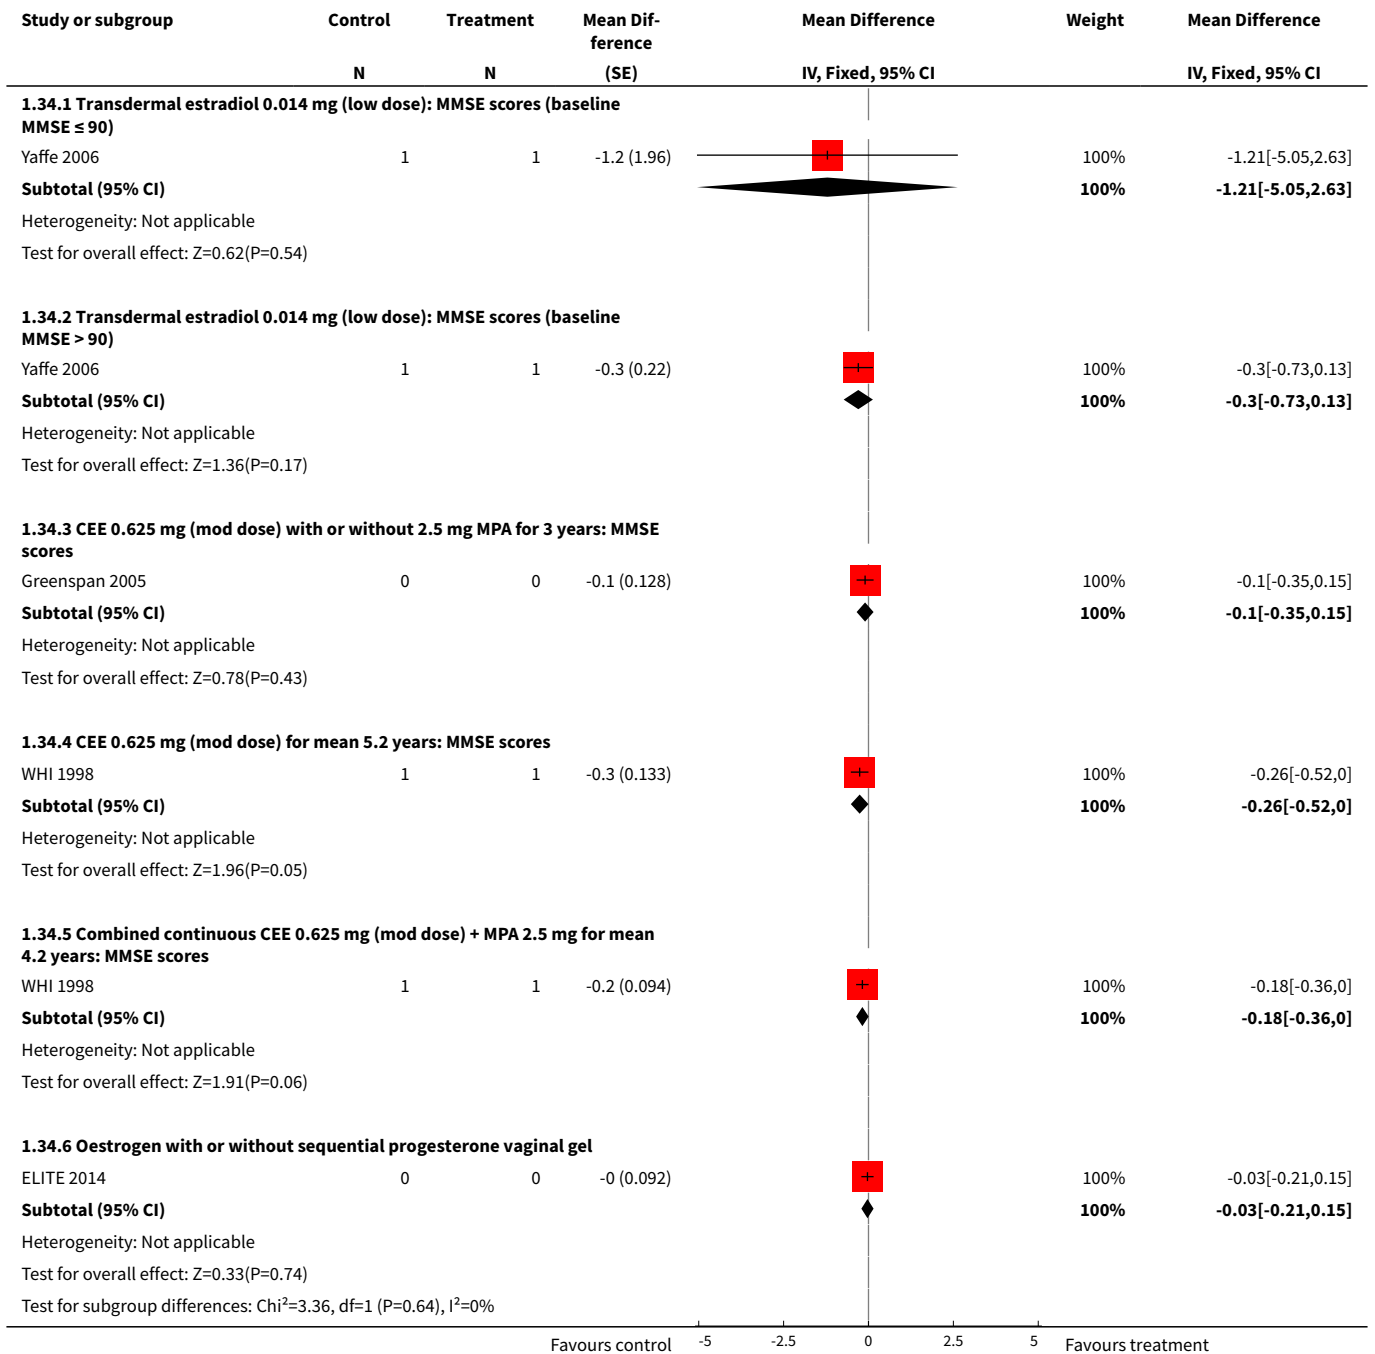 Study or subgroup Control Treatment Mean Dif- Mean Difference Weight Mean Difference
ference
N N (SE) IV, Fixed, 95% CI IV, Fixed, 95% CI
1.34.1 Transdermal estradiol 0.014 mg (low dose): MMSE scores (baseline
MMSE ≤ 90)
Yaffe 2006 1 1 -1.2 (1.96) 100% -1.21[-5.05,2.63]
Subtotal (95% CI) 100% -1.21[-5.05,2.63]
Heterogeneity: Not applicable
Test for overall effect: Z=0.62(P=0.54)
1.34.2 Transdermal estradiol 0.014 mg (low dose): MMSE scores (baseline
MMSE > 90)
Yaffe 2006 1 1 -0.3 (0.22) 100% -0.3[-0.73,0.13]
Subtotal (95% CI) 100% -0.3[-0.73,0.13]
Heterogeneity: Not applicable
Test for overall effect: Z=1.36(P=0.17)
1.34.3 CEE 0.625 mg (mod dose) with or without 2.5 mg MPA for 3 years: MMSE
scores
Greenspan 2005 0 0 -0.1 (0.128) 100% -0.1[-0.35,0.15]
Subtotal (95% CI) 100% -0.1[-0.35,0.15]
Heterogeneity: Not applicable
Test for overall effect: Z=0.78(P=0.43)
1.34.4 CEE 0.625 mg (mod dose) for mean 5.2 years: MMSE scores
WHI 1998 1 1 -0.3 (0.133) 100% -0.26[-0.52,0]
Subtotal (95% CI) 100% -0.26[-0.52,0]
Heterogeneity: Not applicable
Test for overall effect: Z=1.96(P=0.05)
1.34.5 Combined continuous CEE 0.625 mg (mod dose) + MPA 2.5 mg for mean
4.2 years: MMSE scores
WHI 1998 1 1 -0.2 (0.094) 100% -0.18[-0.36,0]
Subtotal (95% CI) 100% -0.18[-0.36,0]
Heterogeneity: Not applicable
Test for overall effect: Z=1.91(P=0.06)
1.34.6 Oestrogen with or without sequential progesterone vaginal gel
ELITE 2014 0 0 -0 (0.092) 100% -0.03[-0.21,0.15]
Subtotal (95% CI) 100% -0.03[-0.21,0.15]
Heterogeneity: Not applicable
Test for overall effect: Z=0.33(P=0.74)
Test for subgroup differences: Chi²=3.36, df=1 (P=0.64), I²=0%
Favours control -5 -2.5 0 2.5 5 Favours treatment